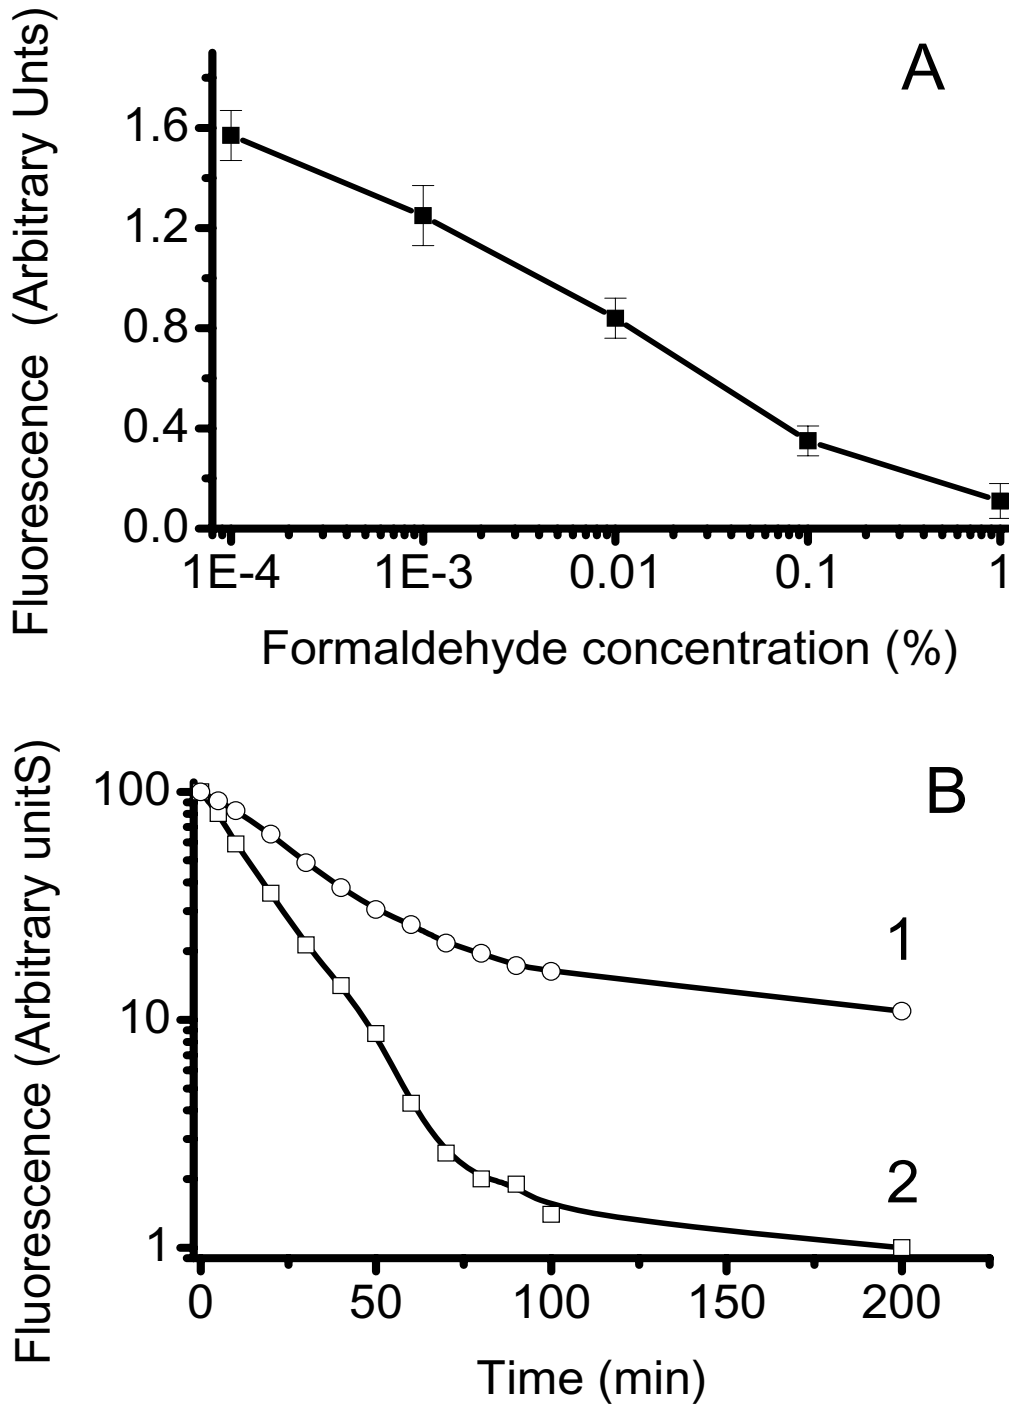 A
Fluorescence (Arbitrary Unts)
1.6
1.2
0.8
0.4
0.0
1E-4 1E-3 0.01 0.1 1
Formaldehyde concentration (%)
B
Fluorescence (Arbitrary unitS)
100
10
1
1
2
0 50 100 150 200
Time (min)